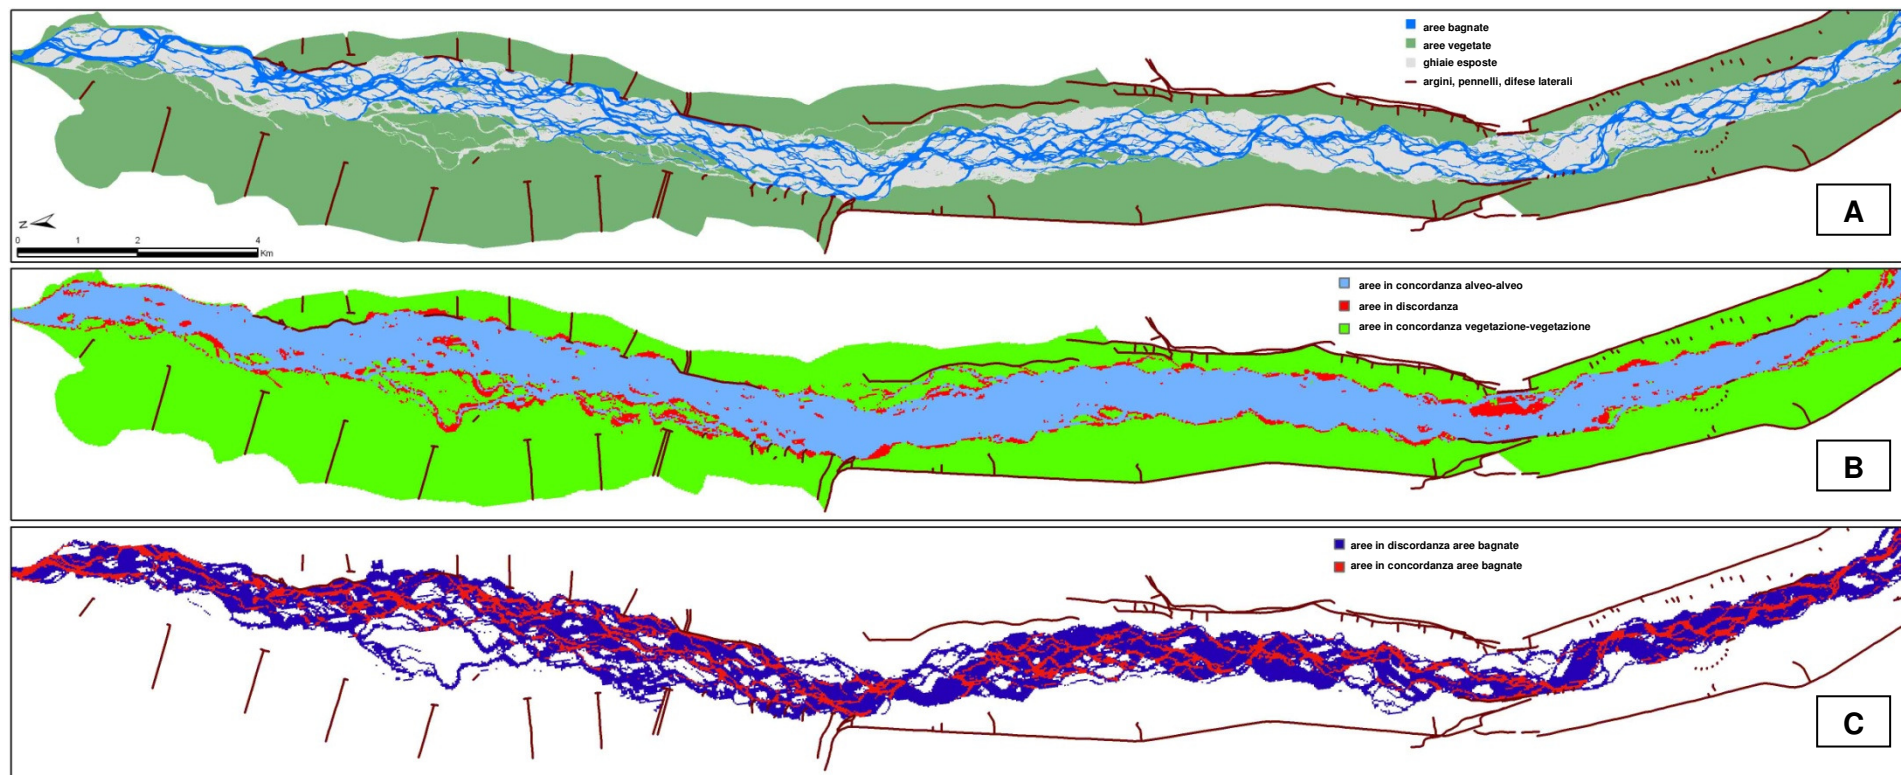 aree bagnate
aree vegetate
ghiaie esposte
argini, pennelli, difese laterali
A
N
0 1 2 4
Km
aree in concordanza alveo-alveo
aree in discordanza
aree in concordanza vegetazione-vegetazione
B
aree in discordanza aree bagnate
aree in concordanza aree bagnate
C